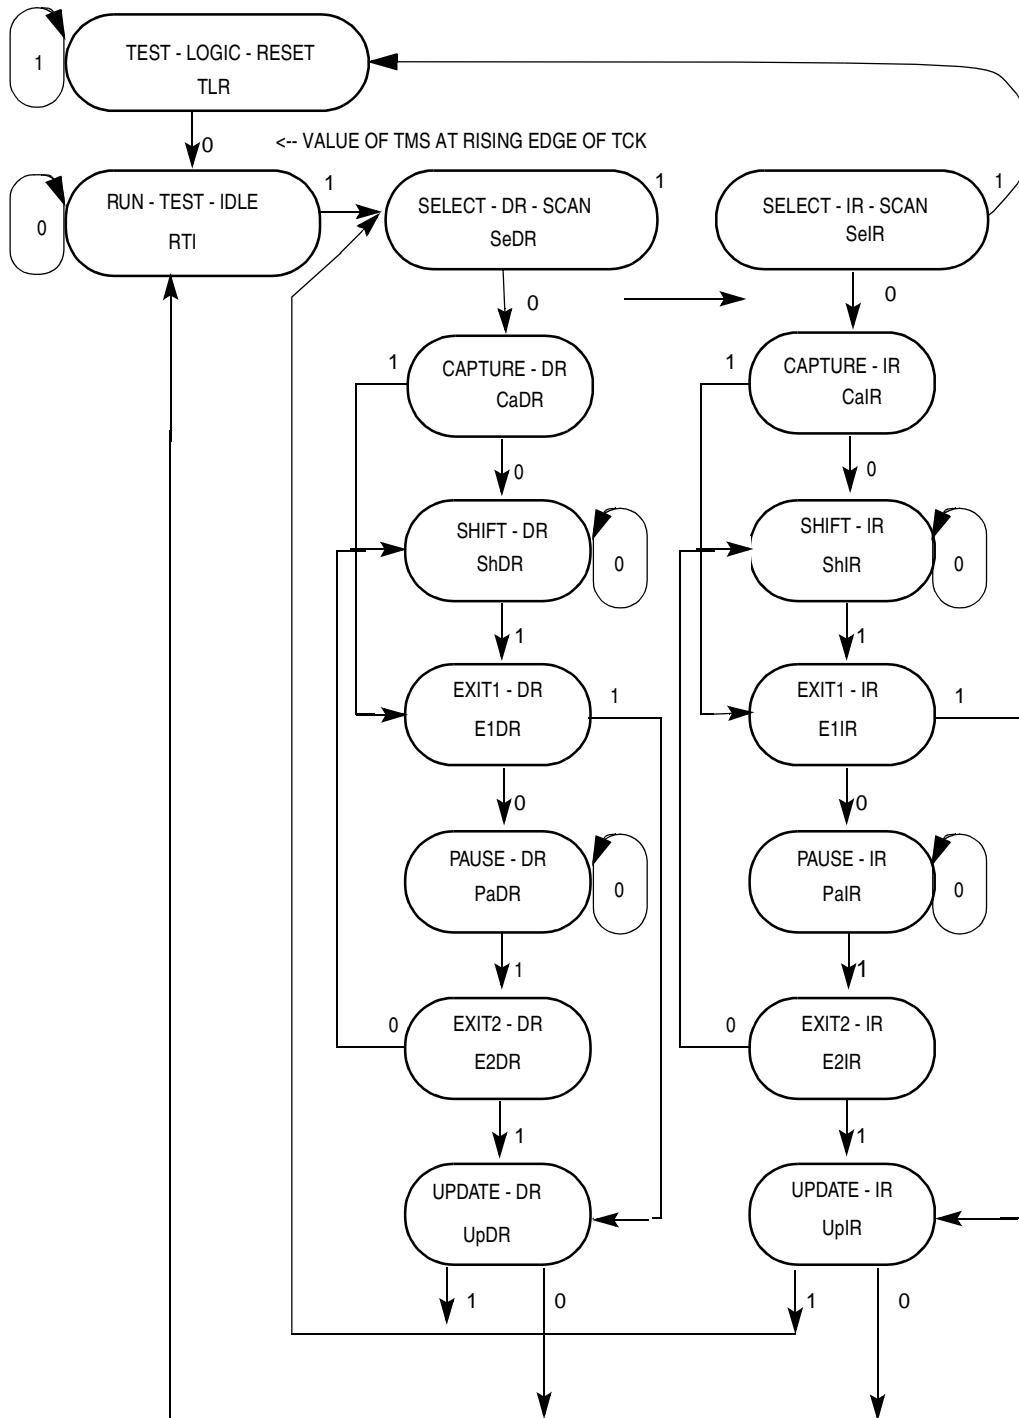 TEST - LOGIC - RESET
TLR
1
0
<-- VALUE OF TMS AT RISING EDGE OF TCK
RUN - TEST - IDLE
RTI
0
1
SELECT - DR - SCAN
SeDR
1
SELECT - IR - SCAN
SeIR
1
0
0
1
CAPTURE - DR
CaDR
1
CAPTURE - IR
CaIR
0
0
SHIFT - DR
ShDR
0
SHIFT - IR
ShIR
0
1
1
EXIT1 - DR
E1DR
1
EXIT1 - IR
E1IR
1
0
0
PAUSE - DR
PaDR
0
PAUSE - IR
PaIR
0
1
1
0
EXIT2 - DR
E2DR
0
EXIT2 - IR
E2IR
1
1
UPDATE - DR
UpDR
UPDATE - IR
UpIR
1
0
1
0